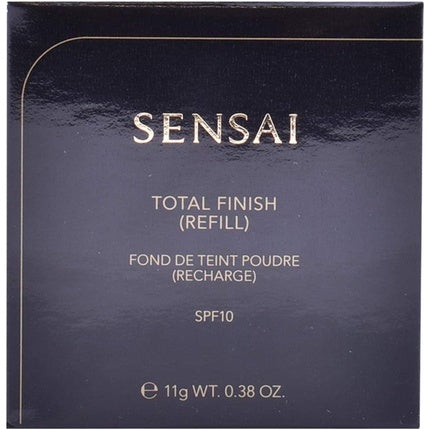 SENSAI
TOTAL FINISH
(REFILL)
FOND DE TEINT POUDRE
(RECHARGE)
SPF10
℮ 11g WT. 0.38 OZ.